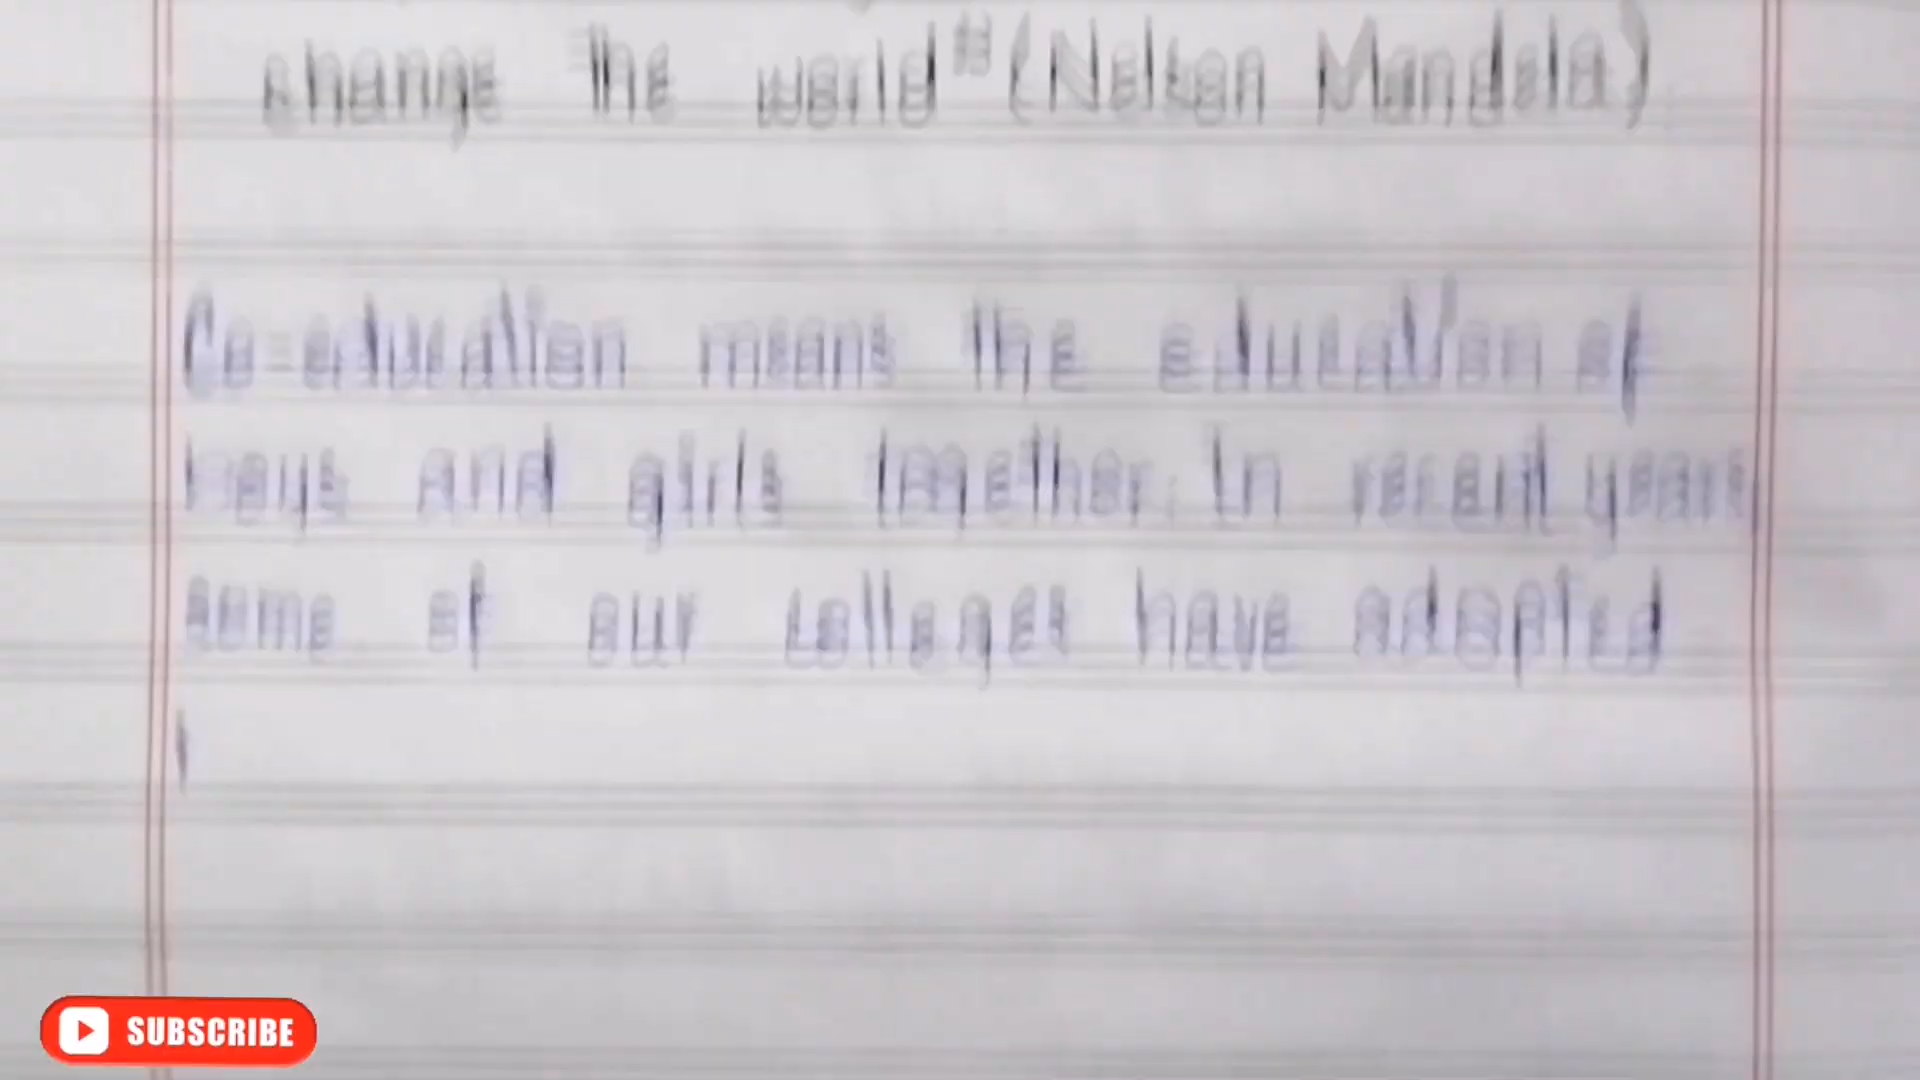 change the world" (Nelson Mandela)
Co-education means the education of
boys and girls together. In recent years
some of our colleges have adopted
SUBSCRIBE